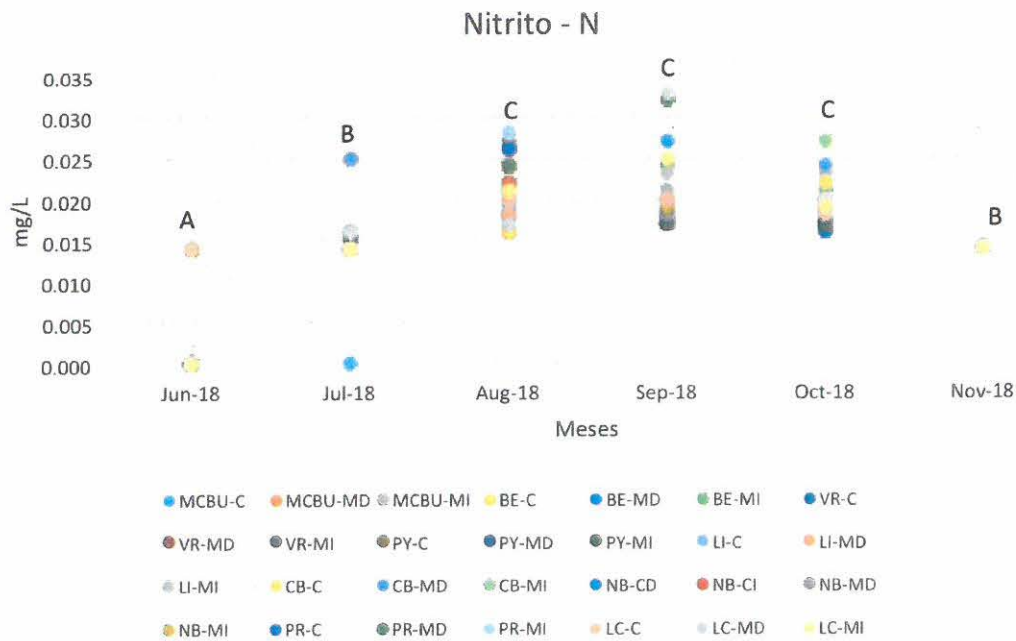 Nitrito - N
0.035
0.030
0.025
0.020
0.015
0.010
0.005
0.000
mg/L
A
B
C
C
C
B
Jun-18 Jul-18 Aug-18 Sep-18 Oct-18 Nov-18
Meses
MCBU-C MCBU-MD MCBU-MI BE-C BE-MD BE-MI VR-C
VR-MD VR-MI PY-C PY-MD PY-MI LI-C LI-MD
LI-MI CB-C CB-MD CB-MI NB-CD NB-CI NB-MD
NB-MI PR-C PR-MD PR-MI LC-C LC-MD LC-MI